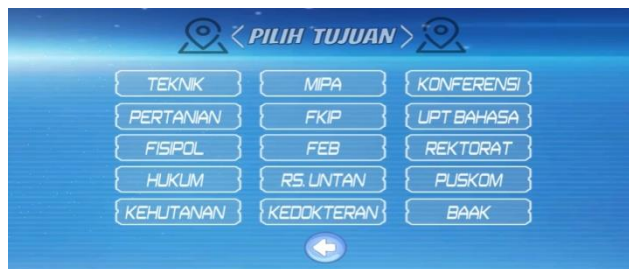 PILIH TUJUAN
TEKNIK MIPA KONFERENSI
PERTANIAN FKIP UPT BAHASA
FISIPOL FEB REKTORAT
HUKUM RS. UNTAN PUSKOM
KEHUTANAN KEDOKTERAN BAAK